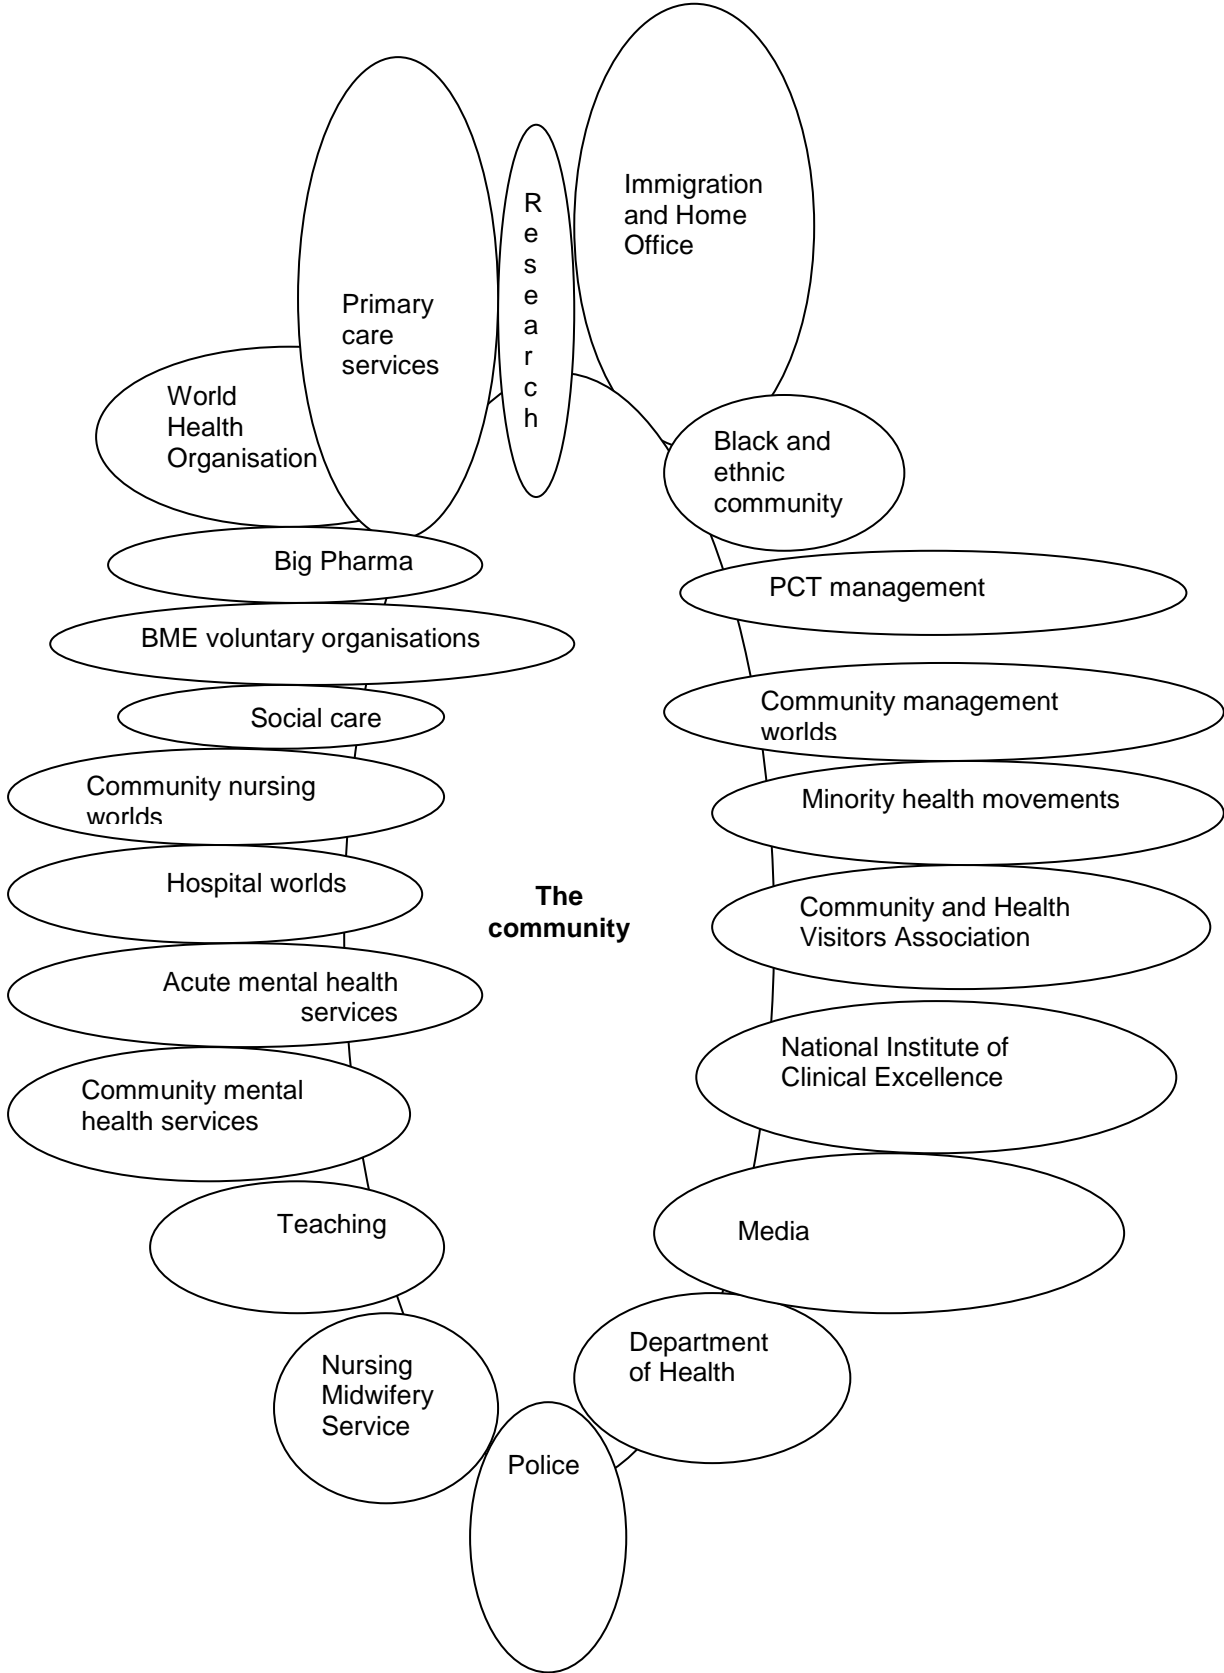 Immigration
and Home
Office
Research
Primary
care
services
World
Health
Organisation
Black and
ethnic
community
Big Pharma
PCT management
BME voluntary organisations
Social care
Community management
worlds
Community nursing
worlds
Minority health movements
Hospital worlds
The
community
Community and Health
Visitors Association
Acute mental health
services
National Institute of
Clinical Excellence
Community mental
health services
Teaching
Media
Department
of Health
Nursing
Midwifery
Service
Police